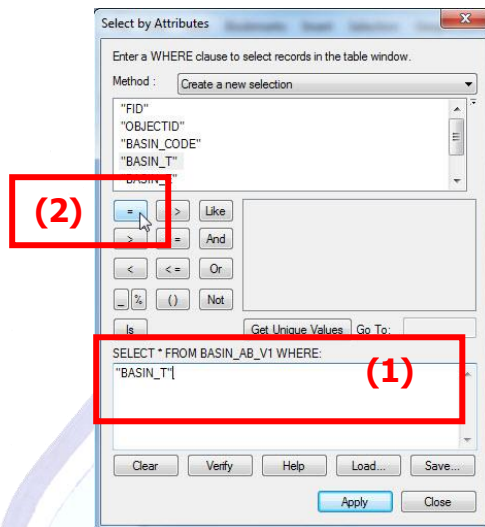 Select by Attributes
Enter a WHERE clause to select records in the table window.
Method : Create a new selection
"FID"
"OBJECTID"
"BASIN_CODE"
"BASIN_T"
(2)
= > Like
> = And
< < = Or
_ % ( ) Not
Is Get Unique Values Go To:
SELECT * FROM BASIN_AB_V1 WHERE:
"BASIN_T"
(1)
Clear Verify Help Load... Save...
Apply Close